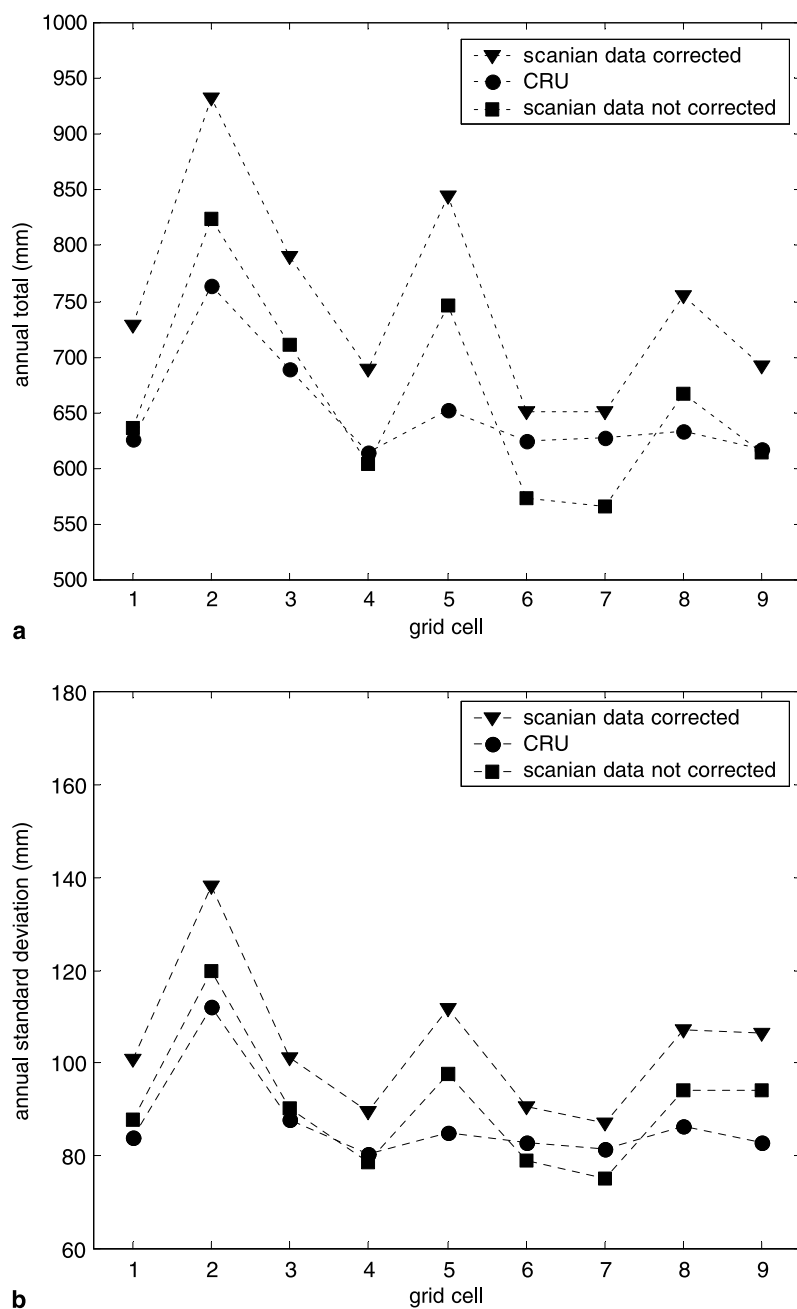 1000
950
900
850
800
750
700
650
600
550
500
annual total (mm)
scanian data corrected
CRU
scanian data not corrected
1 2 3 4 5 6 7 8 9
grid cell
a
180
160
140
120
100
80
60
annual standard deviation (mm)
scanian data corrected
CRU
scanian data not corrected
1 2 3 4 5 6 7 8 9
grid cell
b